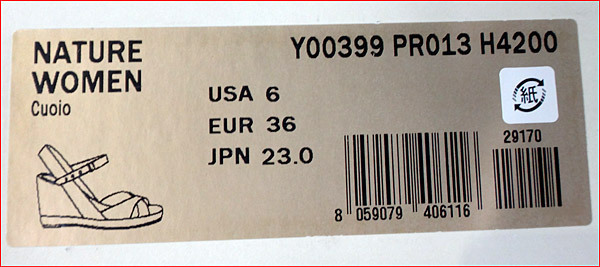 NATURE
WOMEN
Cuoio
Y00399 PR013 H4200
USA 6
EUR 36
JPN 23.0
紙
29170
8 059079 406116